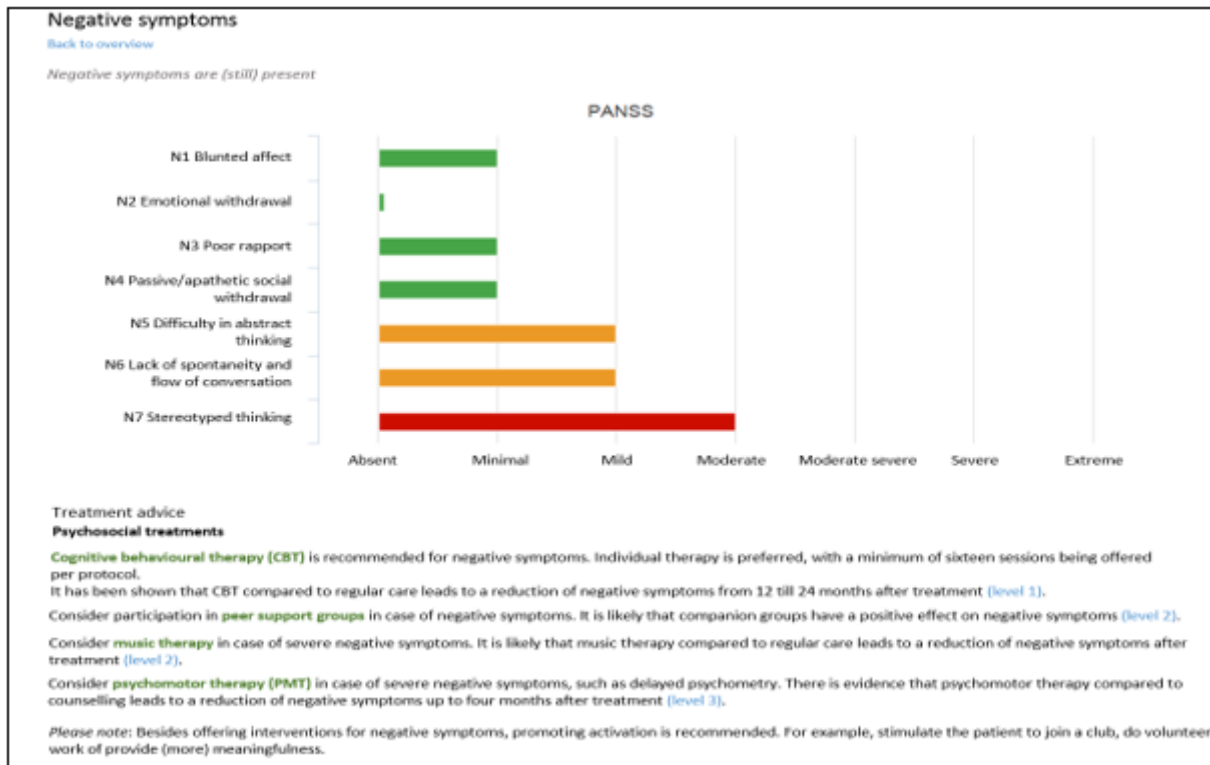 Negative symptoms
Back to overview
Negative symptoms are (still) present
PANSS
N1 Blunted affect
N2 Emotional withdrawal
N3 Poor rapport
N4 Passive/apathetic social
withdrawal
N5 Difficulty in abstract
thinking
N6 Lack of spontaneity and
flow of conversation
N7 Stereotyped thinking
Absent Minimal Mild Moderate Moderate severe Severe Extreme
Treatment advice
Psychosocial treatments
Cognitive behavioural therapy (CBT) is recommended for negative symptoms. Individual therapy is preferred, with a minimum of sixteen sessions being offered
per protocol.
It has been shown that CBT compared to regular care leads to a reduction of negative symptoms from 12 till 24 months after treatment (level 1).
Consider participation in peer support groups in case of negative symptoms. It is likely that companion groups have a positive effect on negative symptoms (level 2).
Consider music therapy in case of severe negative symptoms. It is likely that music therapy compared to regular care leads to a reduction of negative symptoms after
treatment (level 2).
Consider psychomotor therapy (PMT) in case of severe negative symptoms, such as delayed psychometry. There is evidence that psychomotor therapy compared to
counselling leads to a reduction of negative symptoms up to four months after treatment (level 3).
Please note: Besides offering interventions for negative symptoms, promoting activation is recommended. For example, stimulate the patient to join a club, do volunteer
work of provide (more) meaningfulness.